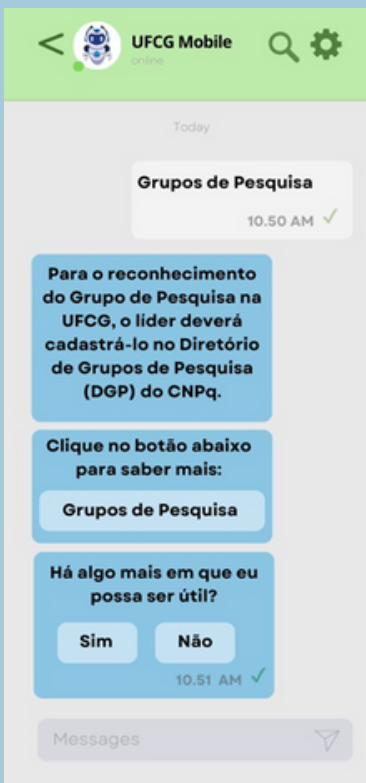 UFCG Mobile
online
Today
Grupos de Pesquisa
10.50 AM
Para o reconhecimento
do Grupo de Pesquisa na
UFCG, o líder deverá
cadastrá-lo no Diretório
de Grupos de Pesquisa
(DGP) do CNPq.
Clique no botão abaixo
para saber mais:
Grupos de Pesquisa
Há algo mais em que eu
possa ser útil?
Sim Não
10.51 AM
Messages